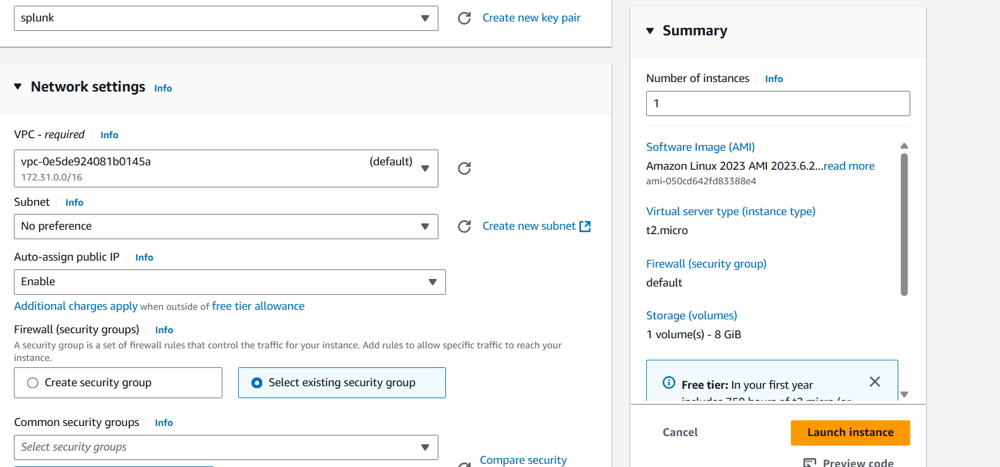 splunk
Create new key pair
Network settings Info
VPC - required Info
vpc-0e5de924081b0145a (default)
172.31.0.0/16
Subnet Info
No preference
Create new subnet
Auto-assign public IP Info
Enable
Additional charges apply when outside of free tier allowance
Firewall (security groups) Info
A security group is a set of firewall rules that control the traffic for your instance. Add rules to allow specific traffic to reach your
instance.
Create security group
Select existing security group
Common security groups Info
Select security groups
Compare security
Summary
Number of instances Info
1
Software Image (AMI)
Amazon Linux 2023 AMI 2023.6.2...read more
ami-050cd642fd83388e4
Virtual server type (instance type)
t2.micro
Firewall (security group)
default
Storage (volumes)
1 volume(s) - 8 GiB
Free tier: In your first year
includes 750 hours of t2.micro (or
Cancel
Launch instance
Preview code